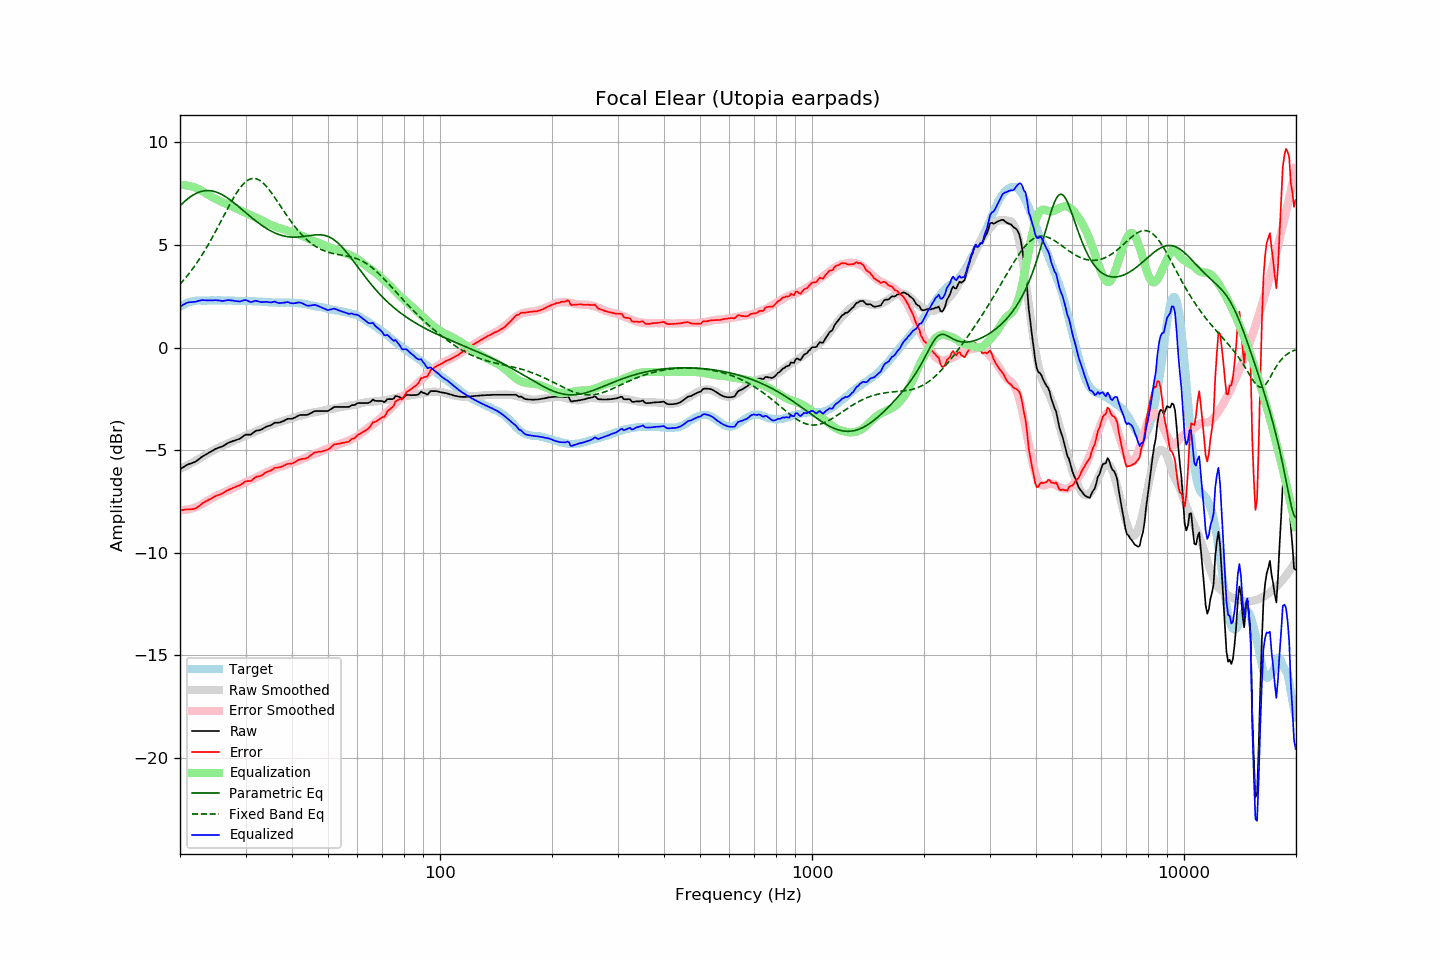 Focal Elear (Utopia earpads)
10
5
0
−5
−10
−15
−20
Amplitude (dBr)
Target
Raw Smoothed
Error Smoothed
Raw
Error
Equalization
Parametric Eq
Fixed Band Eq
Equalized
100
1000
10000
Frequency (Hz)